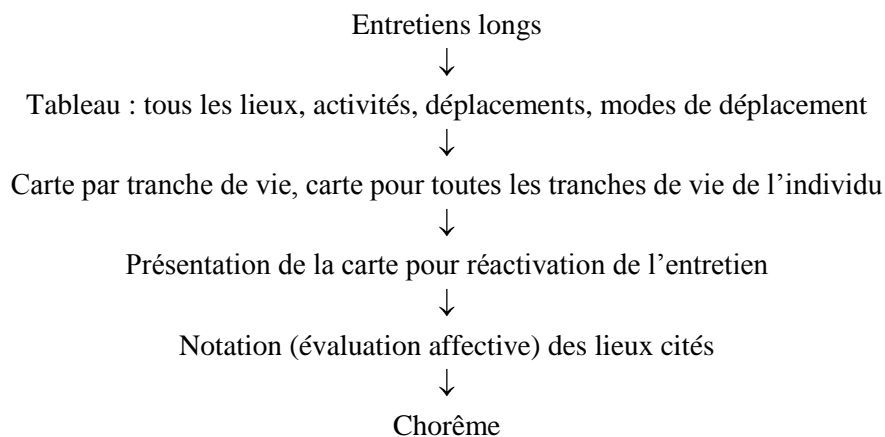 Entretiens longs
↓
Tableau : tous les lieux, activités, déplacements, modes de déplacement
↓
Carte par tranche de vie, carte pour toutes les tranches de vie de l’individu
↓
Présentation de la carte pour réactivation de l’entretien
↓
Notation (évaluation affective) des lieux cités
↓
Chorême